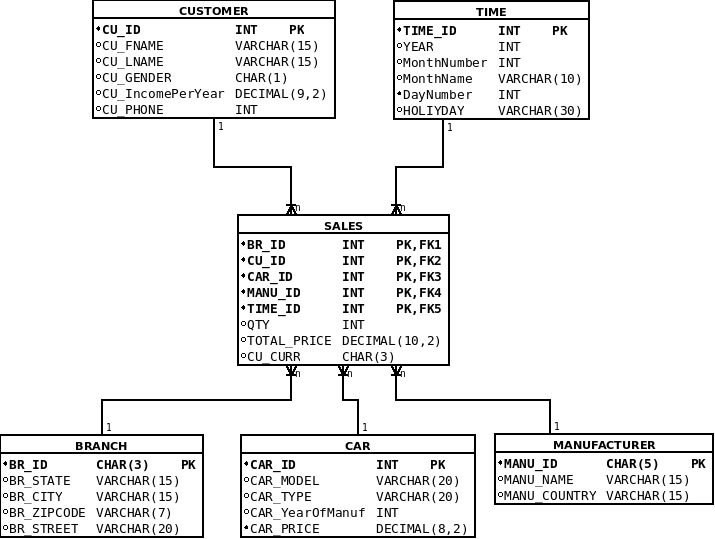 CUSTOMER
CU_ID INT PK
CU_FNAME VARCHAR(15)
CU_LNAME VARCHAR(15)
CU_GENDER CHAR(1)
CU_IncomePerYear DECIMAL(9,2)
CU_PHONE INT
1
TIME
TIME_ID INT PK
YEAR INT
MonthNumber INT
MonthName VARCHAR(10)
DayNumber INT
HOLIYDAY VARCHAR(30)
1
n
n
SALES
BR_ID INT PK,FK1
CU_ID INT PK,FK2
CAR_ID INT PK,FK3
MANU_ID INT PK,FK4
TIME_ID INT PK,FK5
QTY INT
TOTAL_PRICE DECIMAL(10,2)
CU_CURR CHAR(3)
n
n
n
1
BRANCH
BR_ID CHAR(3) PK
BR_STATE VARCHAR(15)
BR_CITY VARCHAR(15)
BR_ZIPCODE VARCHAR(7)
BR_STREET VARCHAR(20)
1
CAR
CAR_ID INT PK
CAR_MODEL VARCHAR(20)
CAR_TYPE VARCHAR(20)
CAR_YearOfManuf INT
CAR_PRICE DECIMAL(8,2)
1
MANUFACTURER
MANU_ID CHAR(5) PK
MANU_NAME VARCHAR(15)
MANU_COUNTRY VARCHAR(15)